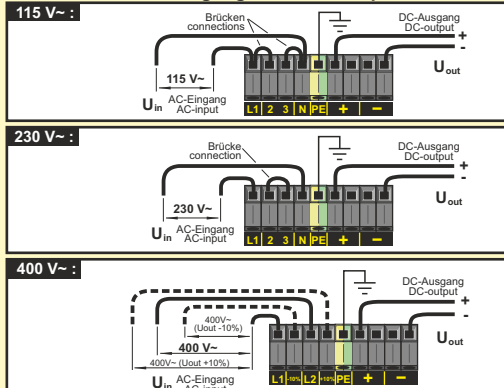 115 V~ :
Brücken
connections
DC-Ausgang
DC-output
+
-
115 V~
Uin AC-Eingang
AC-input
Uout
L1 2 3 N PE + −
230 V~ :
Brücke
connection
DC-Ausgang
DC-output
+
-
230 V~
Uin AC-Eingang
AC-input
Uout
L1 2 3 N PE + −
400 V~ :
DC-Ausgang
DC-output
+
-
400V~
(Uout -10%)
400 V~
400V~ (Uout +10%)
Uout
Uin AC-Eingang
AC-input
L1 -10% L2 +10% PE + −